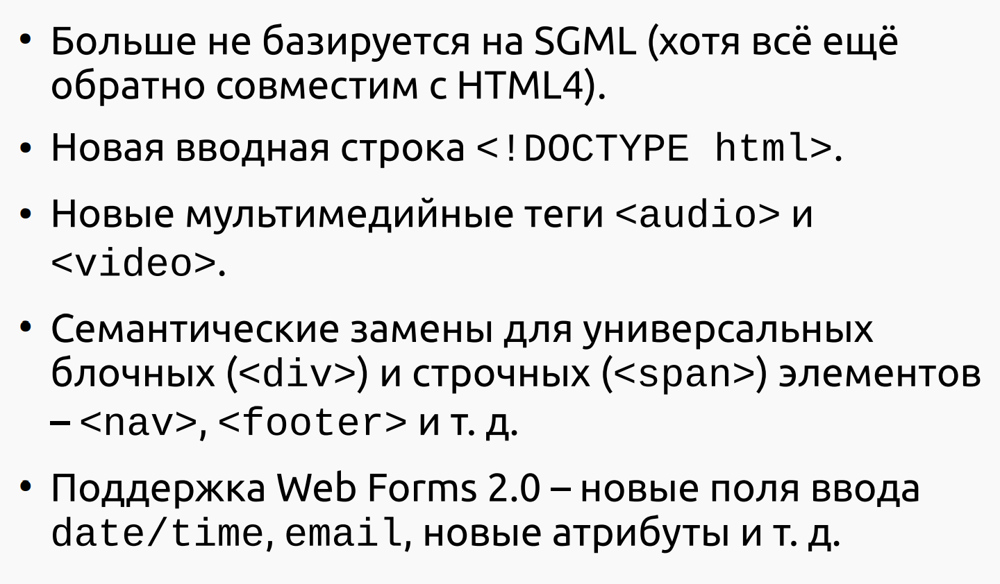 • Больше не базируется на SGML (хотя всё ещё
обратно совместим с HTML4).
• Новая вводная строка <!DOCTYPE html>.
• Новые мультимедийные теги <audio> и
<video>.
• Семантические замены для универсальных
блочных (<div>) и строчных (<span>) элементов
– <nav>, <footer> и т. д.
• Поддержка Web Forms 2.0 – новые поля ввода
date/time, email, новые атрибуты и т. д.